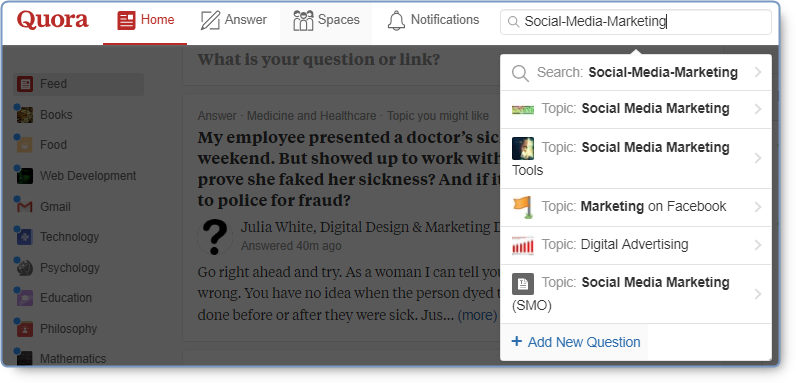 Quora
Home
Answer
Spaces
Notifications
Social-Media-Marketing
Search: Social-Media-Marketing
Topic: Social Media Marketing
Topic: Social Media Marketing
Tools
Topic: Marketing on Facebook
Topic: Digital Advertising
Topic: Social Media Marketing
(SMO)
+ Add New Question
Feed
Books
Food
Web Development
Gmail
Technology
Psychology
Education
Philosophy
Mathematics
What is your question or link?
Answer · Medicine and Healthcare · Topic you might like
My employee presented a doctor's sic
weekend. But showed up to work with
prove she faked her sickness? And if it
to police for fraud?
Julia White, Digital Design & Marketing D
Answered 40m ago
Go right ahead and try. As a woman I can tell you
wrong. You have no idea when the person dyed t
done before or after they were sick. Jus... (more)